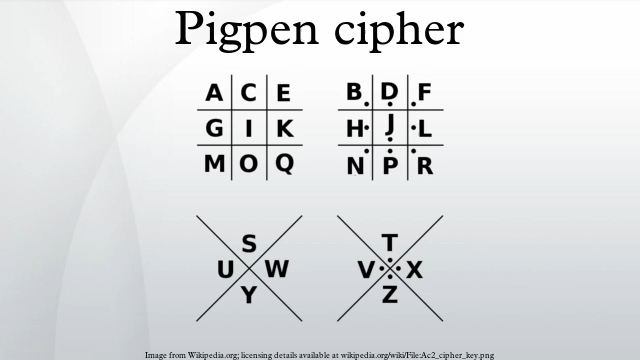 Pigpen cipher
A C E B D F
G I K H J L
M O Q N P R
S T
U W V X
Y Z
Image from Wikipedia.org; licensing details available at wikipedia.org/wiki/File:Ac2_cipher_key.png